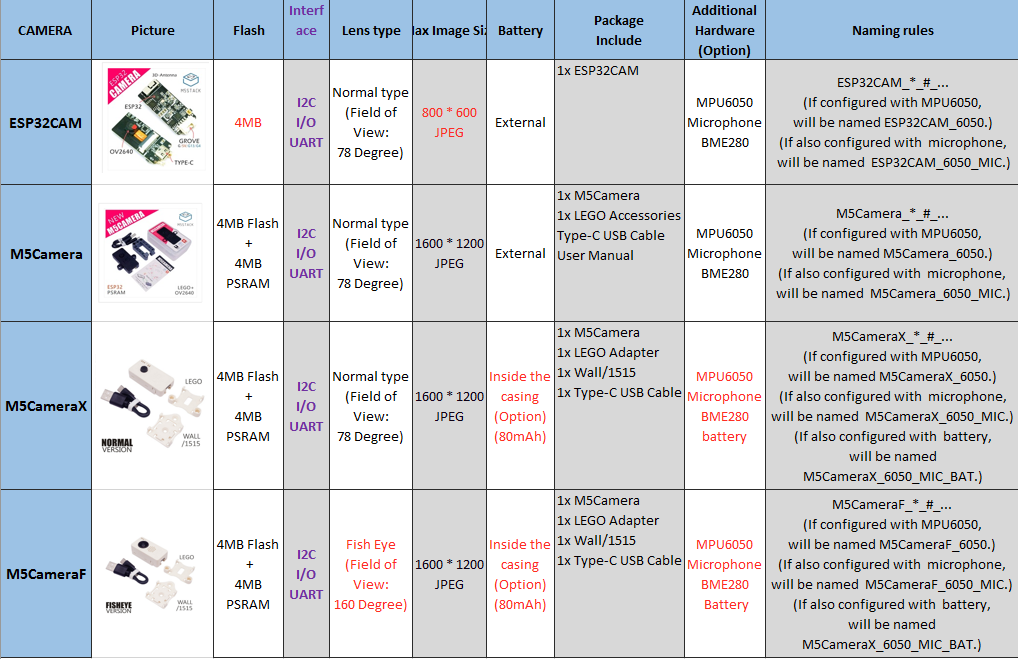 CAMERA
Picture
Flash
Interf
ace
Lens type
Max Image Siz
Battery
Package
Include
Additional
Hardware
(Option)
Naming rules
ESP32CAM
ESP32
CAMERA
3D-Antenna
M5STACK
ESP32
GROVE
OV2640
TYPE-C
4MB
I2C
I/O
UART
Normal type
(Field of
View:
78 Degree)
800 * 600
JPEG
External
1x ESP32CAM
MPU6050
Microphone
BME280
ESP32CAM_*_#_...
(If configured with MPU6050,
will be named ESP32CAM_6050.)
(If also configured with microphone,
will be named ESP32CAM_6050_MIC.)
M5Camera
NEW
M5CAMERA
M5STACK
ESP32
PSRAM
LEGO+
OV2640
4MB Flash
+
4MB
PSRAM
I2C
I/O
UART
Normal type
(Field of
View:
78 Degree)
1600 * 1200
JPEG
External
1x M5Camera
1x LEGO Accessories
Type-C USB Cable
User Manual
MPU6050
Microphone
BME280
M5Camera_*_#_...
(If configured with MPU6050,
will be named M5Camera_6050.)
(If also configured with microphone,
will be named M5Camera_6050_MIC.)
M5CameraX
LEGO
WALL
/1515
NORMAL
VERSION
4MB Flash
+
4MB
PSRAM
I2C
I/O
UART
Normal type
(Field of
View:
78 Degree)
1600 * 1200
JPEG
Inside the
casing
(Option)
(80mAh)
1x M5Camera
1x LEGO Adapter
1x Wall/1515
1x Type-C USB Cable
MPU6050
Microphone
BME280
battery
M5CameraX_*_#_...
(If configured with MPU6050,
will be named M5CameraX_6050.)
(If also configured with microphone,
will be named M5CameraX_6050_MIC.)
(If also configured with battery,
will be named
M5CameraX_6050_MIC_BAT.)
M5CameraF
LEGO
WALL
/1515
FISHEYE
VERSION
4MB Flash
+
4MB
PSRAM
I2C
I/O
UART
Fish Eye
(Field of
View:
160 Degree)
1600 * 1200
JPEG
Inside the
casing
(Option)
(80mAh)
1x M5Camera
1x LEGO Adapter
1x Wall/1515
1x Type-C USB Cable
MPU6050
Microphone
BME280
Battery
M5CameraF_*_#_...
(If configured with MPU6050,
will be named M5CameraF_6050.)
(If also configured with microphone,
will be named M5CameraF_6050_MIC.)
(If also configured with battery,
will be named
M5CameraX_6050_MIC_BAT.)